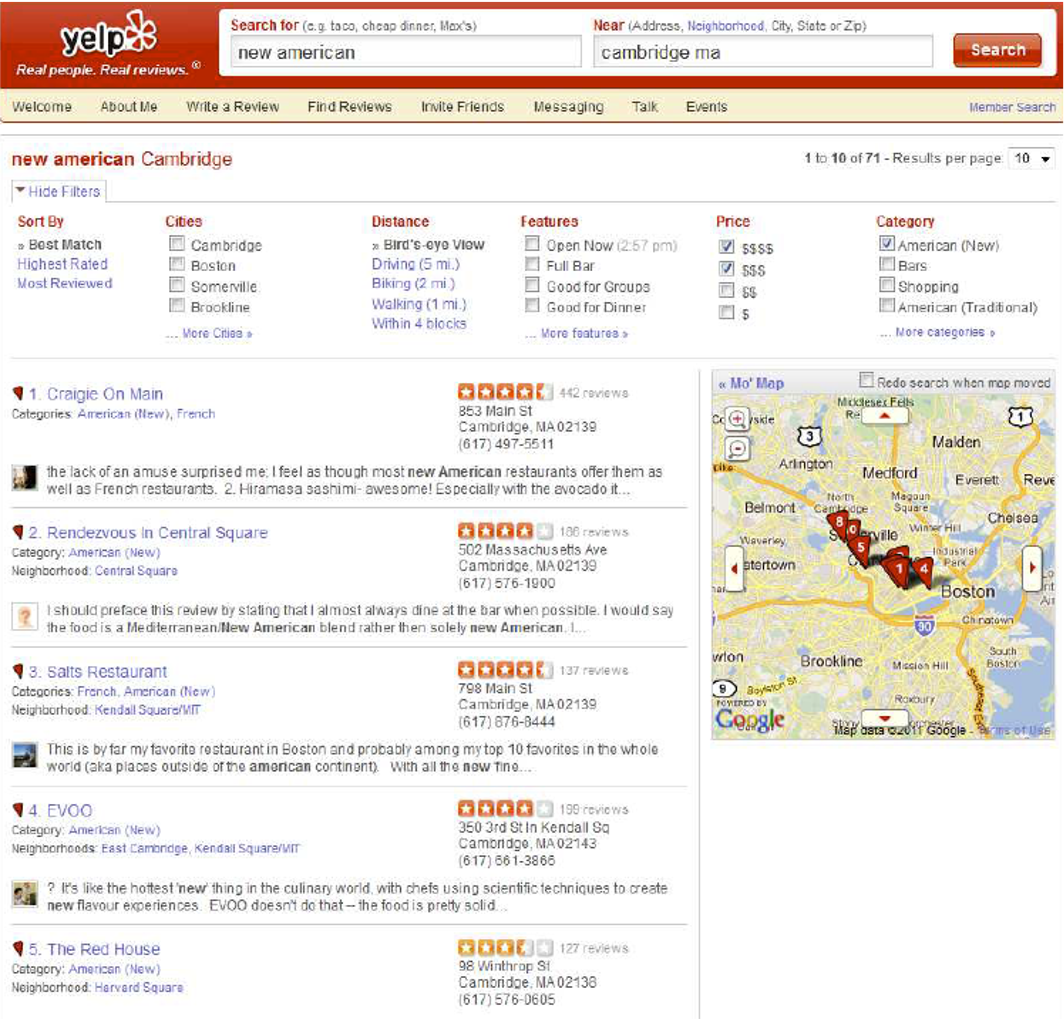 yelp
Real people. Real reviews.®
Search for (e.g. taco, cheap dinner, Max's)
new american
Near (Address, Neighborhood, City, State or Zip)
cambridge ma
Search
Welcome About Me Write a Review Find Reviews Invite Friends Messaging Talk Events Member Search
new american Cambridge
1 to 10 of 71 - Results per page: 10
Hide Filters
Sort By
» Best Match
Highest Rated
Most Reviewed
Cities
Cambridge
Boston
Somerville
Brookline
... More Cities »
Distance
» Bird's-eye View
Driving (5 mi.)
Biking (2 mi.)
Walking (1 mi.)
Within 4 blocks
Features
Open Now (2:57 pm)
Full Bar
Good for Groups
Good for Dinner
... More features »
Price
$$$$
$$$
$$
$
Category
American (New)
Bars
Shopping
American (Traditional)
... More categories »
1. Craigie On Main
Categories: American (New), French
442 reviews
853 Main St
Cambridge, MA 02139
(617) 497-5511
the lack of an amuse surprised me; I feel as though most new American restaurants offer them as
well as French restaurants. 2. Hiramasa sashimi- awesome! Especially with the avocado it...
2. Rendezvous In Central Square
Category: American (New)
Neighborhood: Central Square
186 reviews
502 Massachusetts Ave
Cambridge, MA 02139
(617) 576-1900
I should preface this review by stating that I almost always dine at the bar when possible. I would say
the food is a Mediterranean/New American blend rather then solely new American. I...
3. Salts Restaurant
Categories: French, American (New)
Neighborhood: Kendall Square/MIT
137 reviews
798 Main St
Cambridge, MA 02139
(617) 876-8444
This is by far my favorite restaurant in Boston and probably among my top 10 favorites in the whole
world (aka places outside of the american continent). With all the new fine...
4. EVOO
Category: American (New)
Neighborhoods: East Cambridge, Kendall Square/MIT
199 reviews
350 3rd St In Kendall Sq
Cambridge, MA 02143
(617) 661-3866
? It's like the hottest 'new' thing in the culinary world, with chefs using scientific techniques to create
new flavour experiences. EVOO doesn't do that -- the food is pretty solid...
5. The Red House
Category: American (New)
Neighborhood: Harvard Square
127 reviews
98 Winthrop St
Cambridge, MA 02138
(617) 576-0605
« Mo' Map
Redo search when map moved
Middlesex Fells
1
3
Malden
Arlington
Medford
Everett
Reve
North
Cambridge
Magoun
Square
Belmont
Chelsea
Winter Hill
Waverley
8
0
5
1
4
Industrial
Park
Boston
Chinatown
90
Brookline
Mission Hill
South
Boston
9
Boylston St
Roxbury
POWERED BY
Google
Map data ©2011 Google - Terms of Use